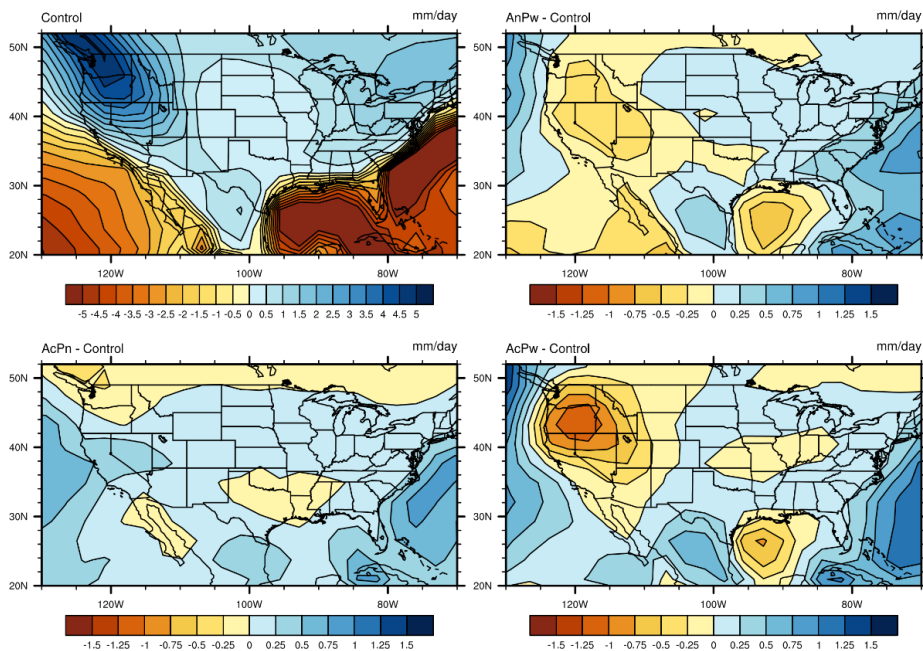 Control mm/day
50N
40N
30N
20N
120W 100W 80W
-5 -4.5 -4 -3.5 -3 -2.5 -2 -1.5 -1 -0.5 0 0.5 1 1.5 2 2.5 3 3.5 4 4.5 5
AnPw - Control mm/day
50N
40N
30N
20N
120W 100W 80W
-1.5 -1.25 -1 -0.75 -0.5 -0.25 0 0.25 0.5 0.75 1 1.25 1.5
AcPn - Control mm/day
50N
40N
30N
20N
120W 100W 80W
-1.5 -1 -0.75 -0.5 -0.25 0 0.25 0.5 0.75 1 1.25 1.5
AcPw - Control mm/day
50N
40N
30N
20N
120W 100W 80W
-1.5 -1.25 -1 -0.75 -0.5 -0.25 0 0.25 0.5 0.75 1 1.25 1.5